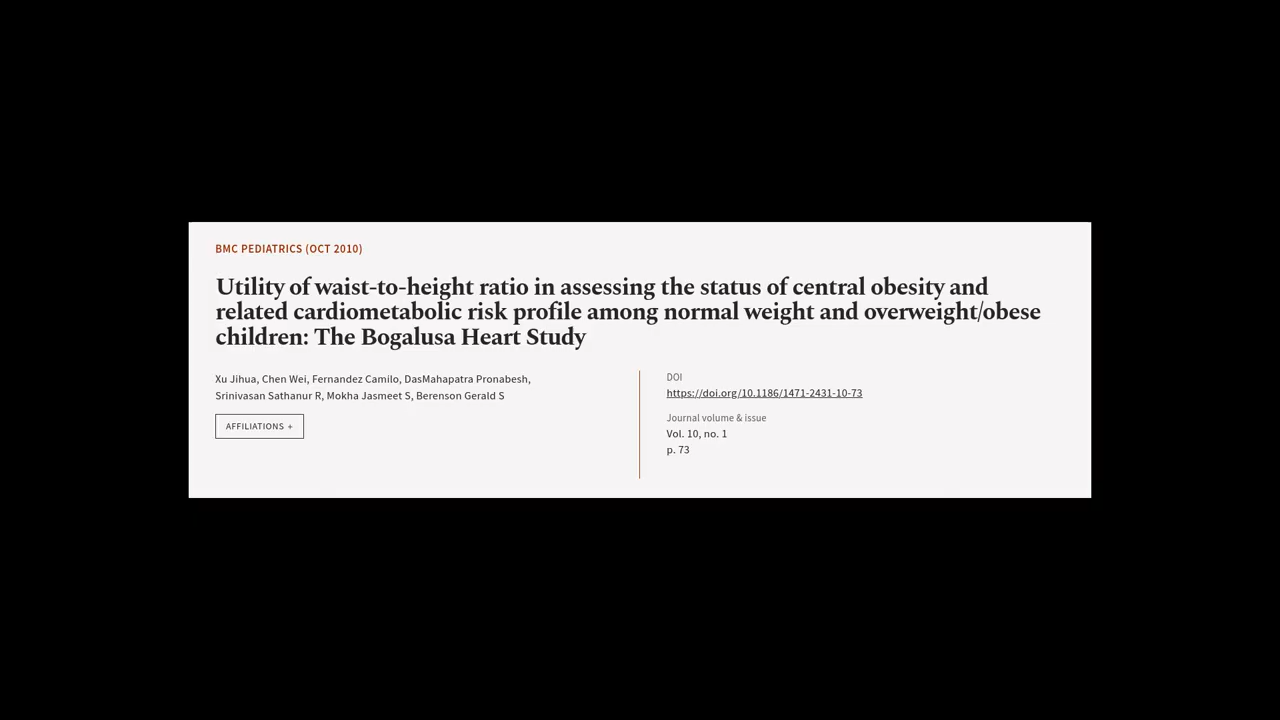 BMC PEDIATRICS (OCT 2010)
Utility of waist-to-height ratio in assessing the status of central obesity and
related cardiometabolic risk profile among normal weight and overweight/obese
children: The Bogalusa Heart Study
Xu Jihua, Chen Wei, Fernandez Camilo, DasMahapatra Pronabesh,
Srinivasan Sathanur R, Mokha Jasmeet S, Berenson Gerald S
AFFILIATIONS +
DOI
https://doi.org/10.1186/1471-2431-10-73
Journal volume & issue
Vol. 10, no. 1
p. 73